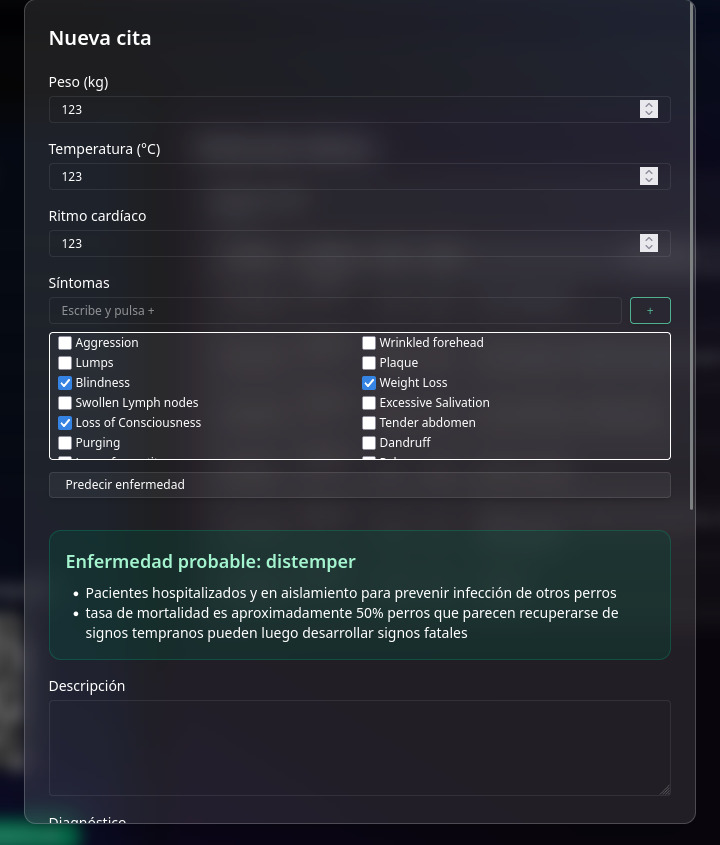 Nueva cita
Peso (kg)
123
Temperatura (°C)
123
Ritmo cardíaco
123
Síntomas
Escribe y pulsa +
+
Aggression
Wrinkled forehead
Lumps
Plaque
Blindness
Weight Loss
Swollen Lymph nodes
Excessive Salivation
Loss of Consciousness
Tender abdomen
Purging
Dandruff
Predecir enfermedad
Enfermedad probable: distemper
• Pacientes hospitalizados y en aislamiento para prevenir infección de otros perros
• tasa de mortalidad es aproximadamente 50% perros que parecen recuperarse de
signos tempranos pueden luego desarrollar signos fatales
Descripción
Diagnóstico